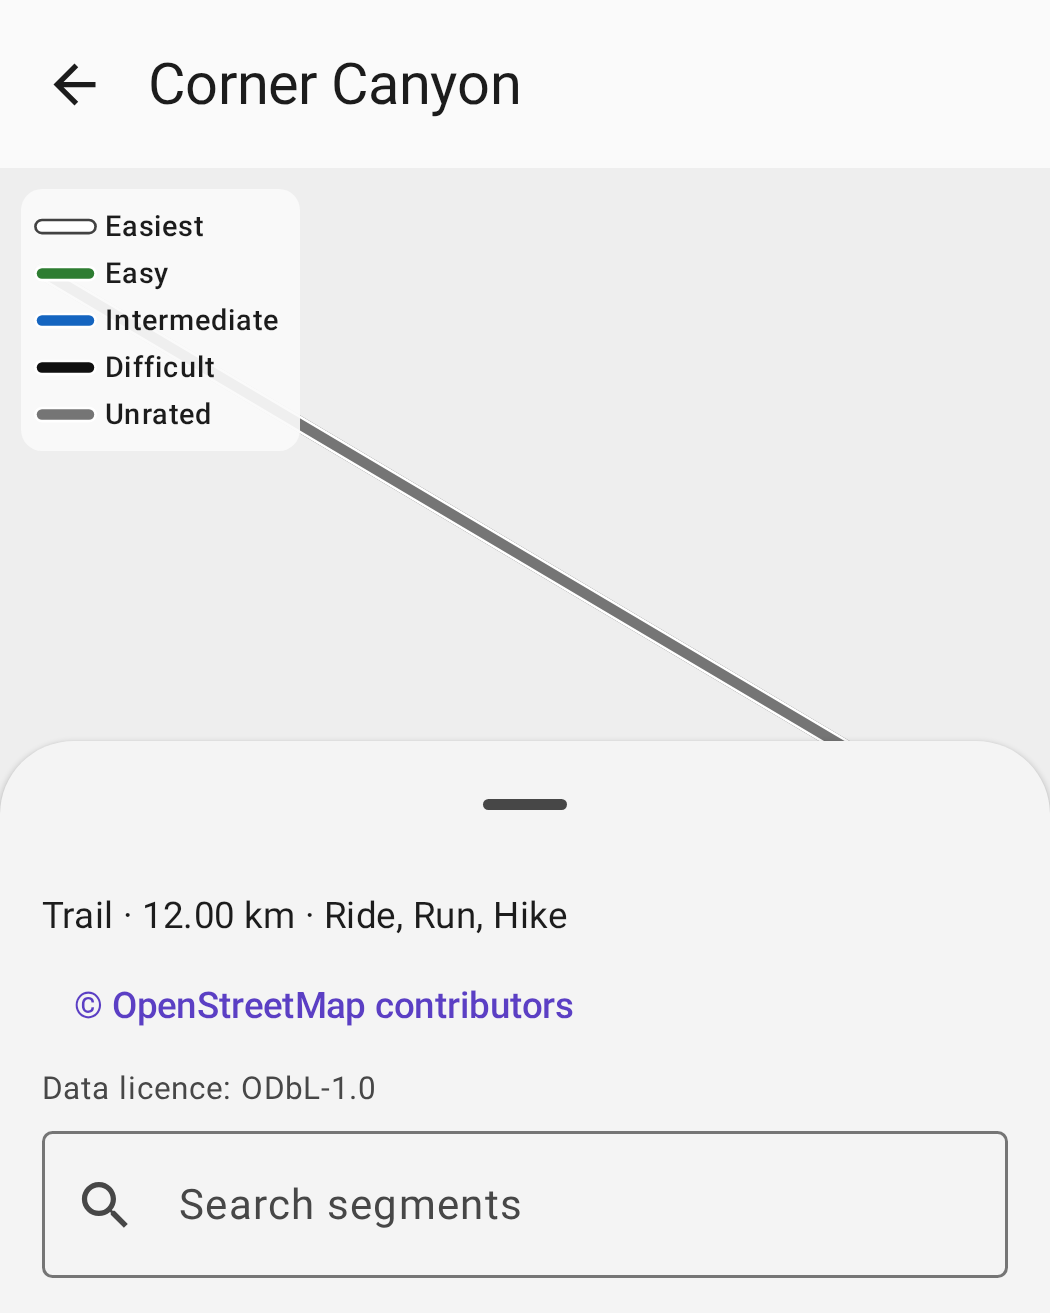 Corner Canyon
Easiest
Easy
Intermediate
Difficult
Unrated
Trail · 12.00 km · Ride, Run, Hike
© OpenStreetMap contributors
Data licence: ODbL-1.0
Search segments